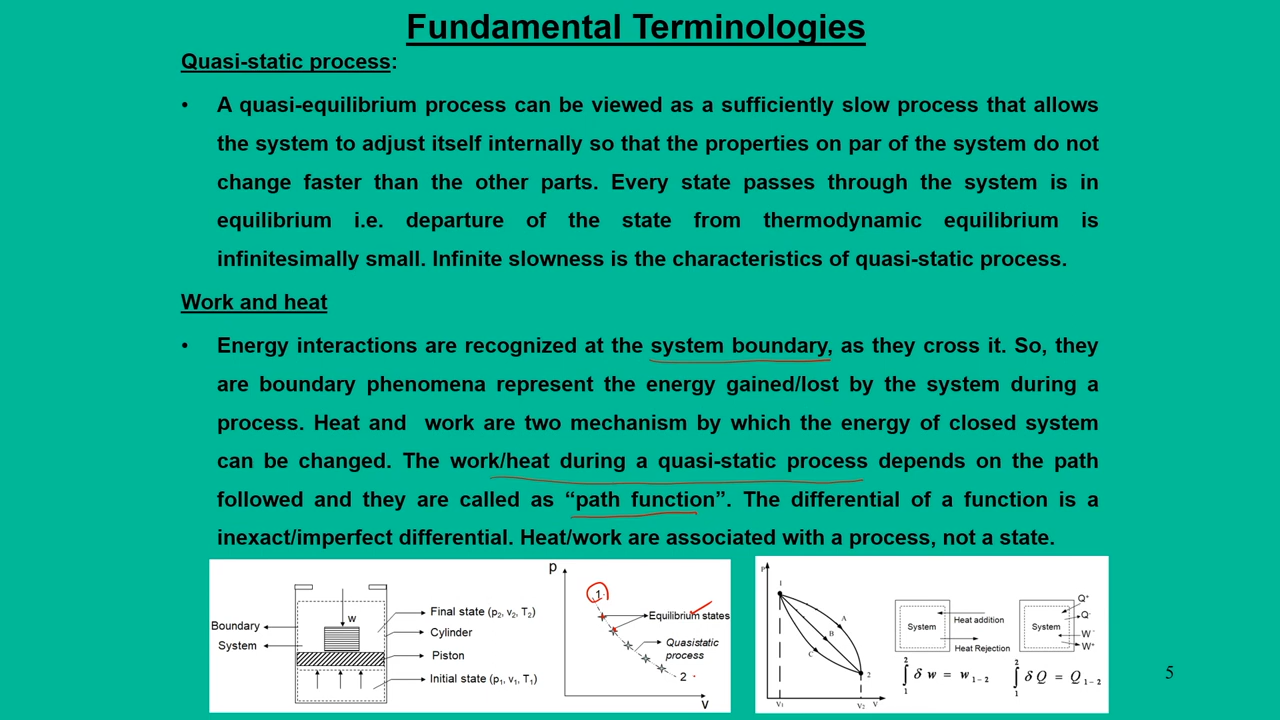 Fundamental Terminologies
Quasi-static process:
• A quasi-equilibrium process can be viewed as a sufficiently slow process that allows
the system to adjust itself internally so that the properties on par of the system do not
change faster than the other parts. Every state passes through the system is in
equilibrium i.e. departure of the state from thermodynamic equilibrium is
infinitesimally small. Infinite slowness is the characteristics of quasi-static process.
Work and heat
• Energy interactions are recognized at the system boundary, as they cross it. So, they
are boundary phenomena represent the energy gained/lost by the system during a
process. Heat and work are two mechanism by which the energy of closed system
can be changed. The work/heat during a quasi-static process depends on the path
followed and they are called as “path function”. The differential of a function is a
inexact/imperfect differential. Heat/work are associated with a process, not a state.
W
Boundary
System
Final state (p₂, v₂, T₂)
Cylinder
Piston
Initial state (p₁, v₁, T₁)
p
1
Equilibrium states
Quasistatic
process
2
v
P
1
A
B
C
2
V₁
V₂
V
System
Heat addition
Heat Rejection
System
Q⁺
Q⁻
W⁻
W⁺
∫₁² δ w = w₁₋₂
∫₁² δ Q = Q₁₋₂
5